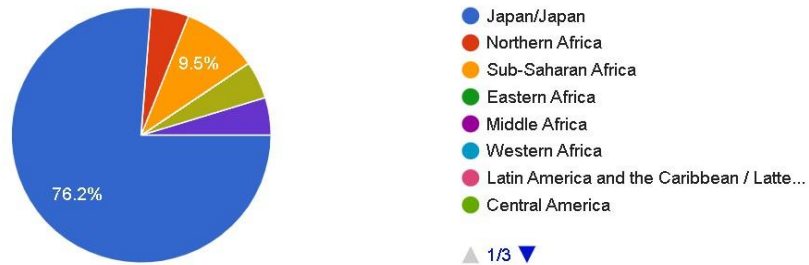 Japan/Japan
Northern Africa
Sub-Saharan Africa
Eastern Africa
Middle Africa
Western Africa
Latin America and the Caribbean / Latte...
Central America
1/3
9.5%
76.2%